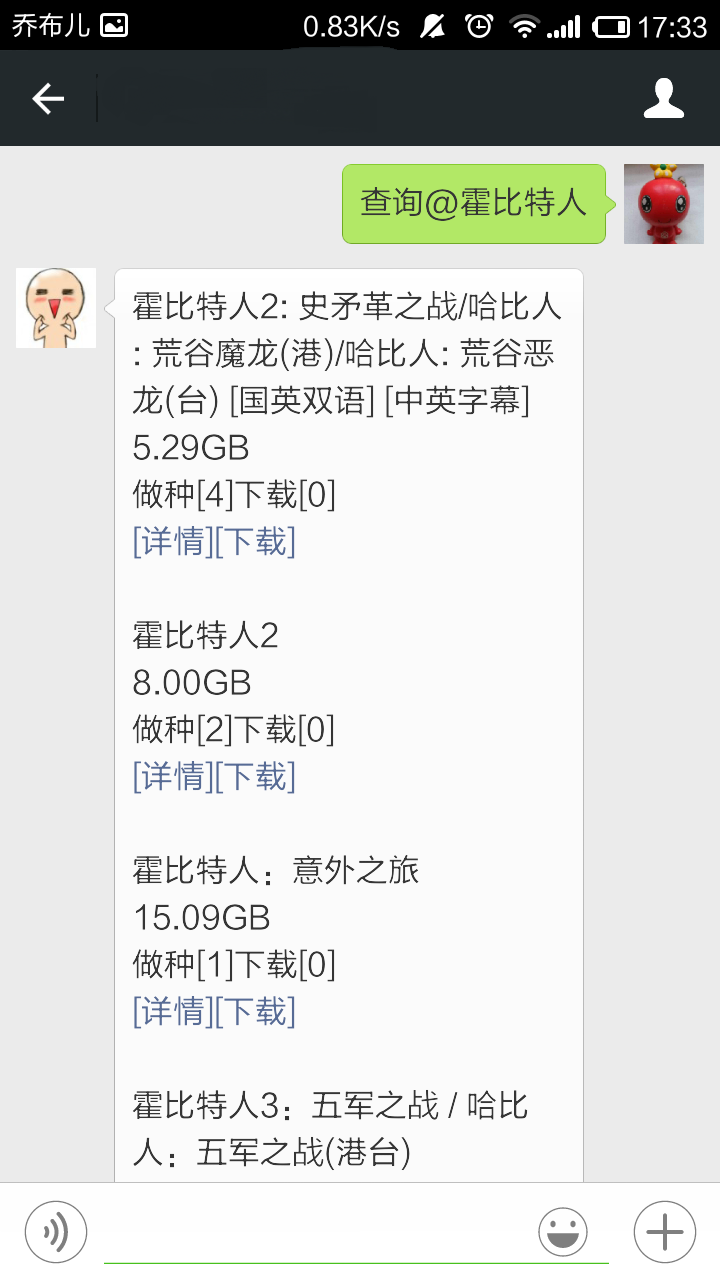 乔布儿 0.83K/s 17:33
查询@霍比特人
霍比特人2: 史矛革之战/哈比人
: 荒谷魔龙(港)/哈比人: 荒谷恶
龙(台) [国英双语] [中英字幕]
5.29GB
做种[4]下载[0]
[详情][下载]
霍比特人2
8.00GB
做种[2]下载[0]
[详情][下载]
霍比特人：意外之旅
15.09GB
做种[1]下载[0]
[详情][下载]
霍比特人3：五军之战 / 哈比
人：五军之战(港台)